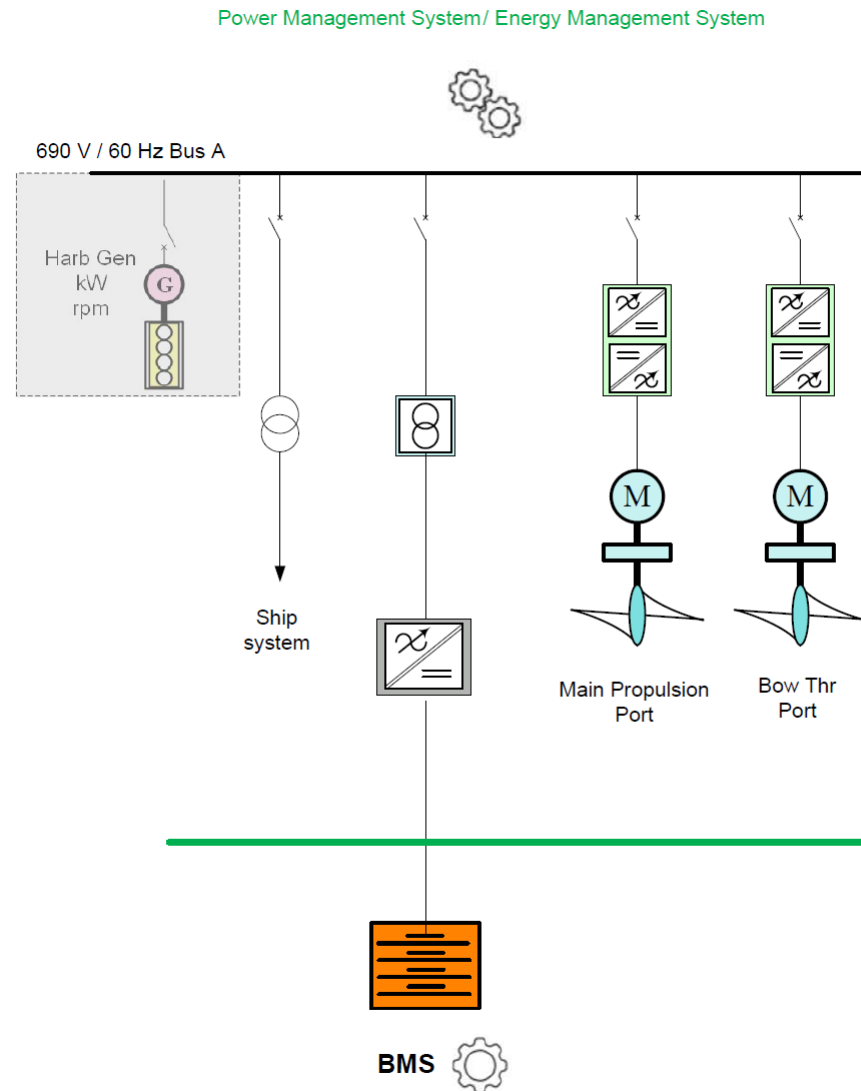 Power Management System/ Energy Management System
690 V / 60 Hz Bus A
Harb Gen
kW
rpm
G
M
M
Ship
system
Main Propulsion
Port
Bow Thr
Port
BMS